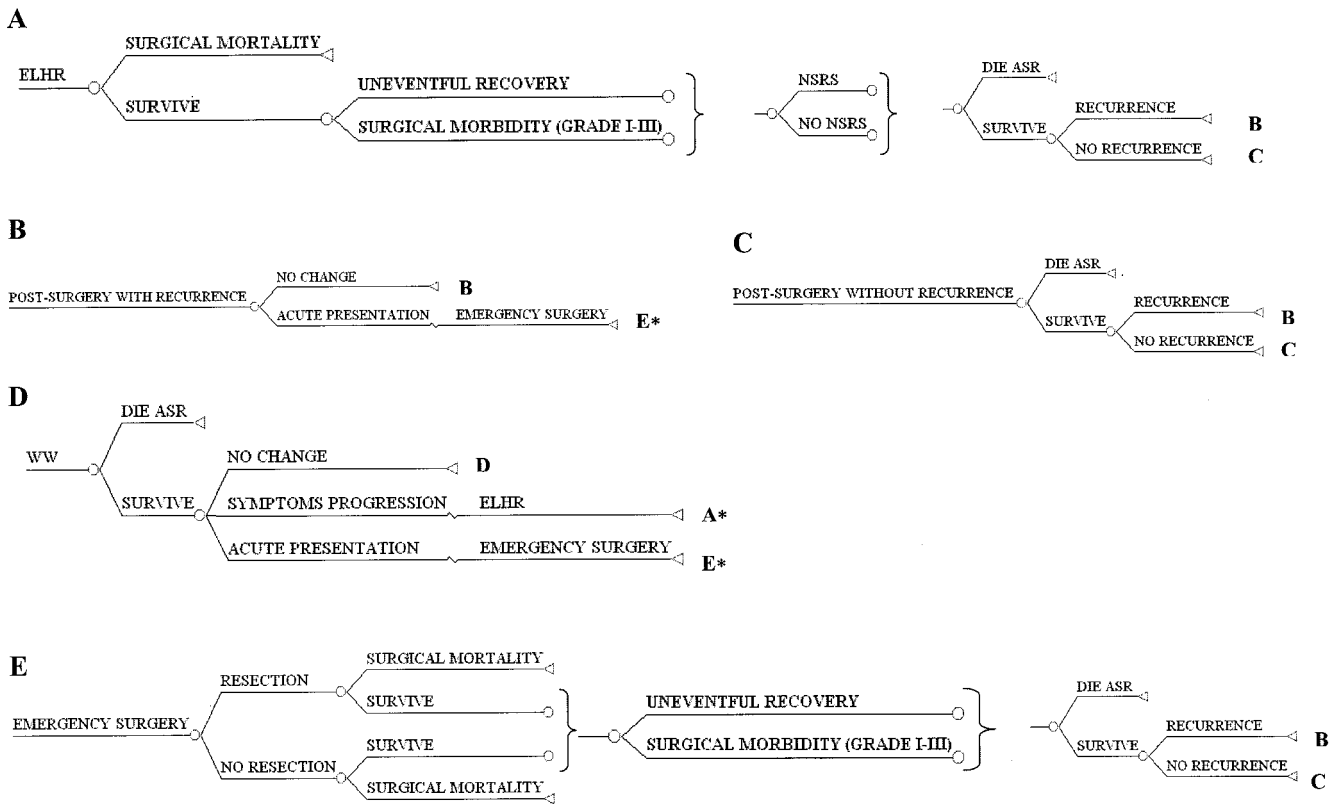 A
SURGICAL MORTALITY
ELHR
SURVIVE
UNEVENTFUL RECOVERY
SURGICAL MORBIDITY (GRADE I-III)
NSRS
NO NSRS
DIE ASR
SURVIVE
RECURRENCE
B
NO RECURRENCE
C
B
POST-SURGERY WITH RECURRENCE
NO CHANGE
B
ACUTE PRESENTATION
EMERGENCY SURGERY
E*
C
POST-SURGERY WITHOUT RECURRENCE
DIE ASR
SURVIVE
RECURRENCE
B
NO RECURRENCE
C
D
DIE ASR
WW
SURVIVE
NO CHANGE
D
SYMPTOMS PROGRESSION
ELHR
A*
ACUTE PRESENTATION
EMERGENCY SURGERY
E*
E
EMERGENCY SURGERY
RESECTION
SURGICAL MORTALITY
SURVIVE
NO RESECTION
SURVIVE
SURGICAL MORTALITY
UNEVENTFUL RECOVERY
SURGICAL MORBIDITY (GRADE I-III)
DIE ASR
SURVIVE
RECURRENCE
B
NO RECURRENCE
C